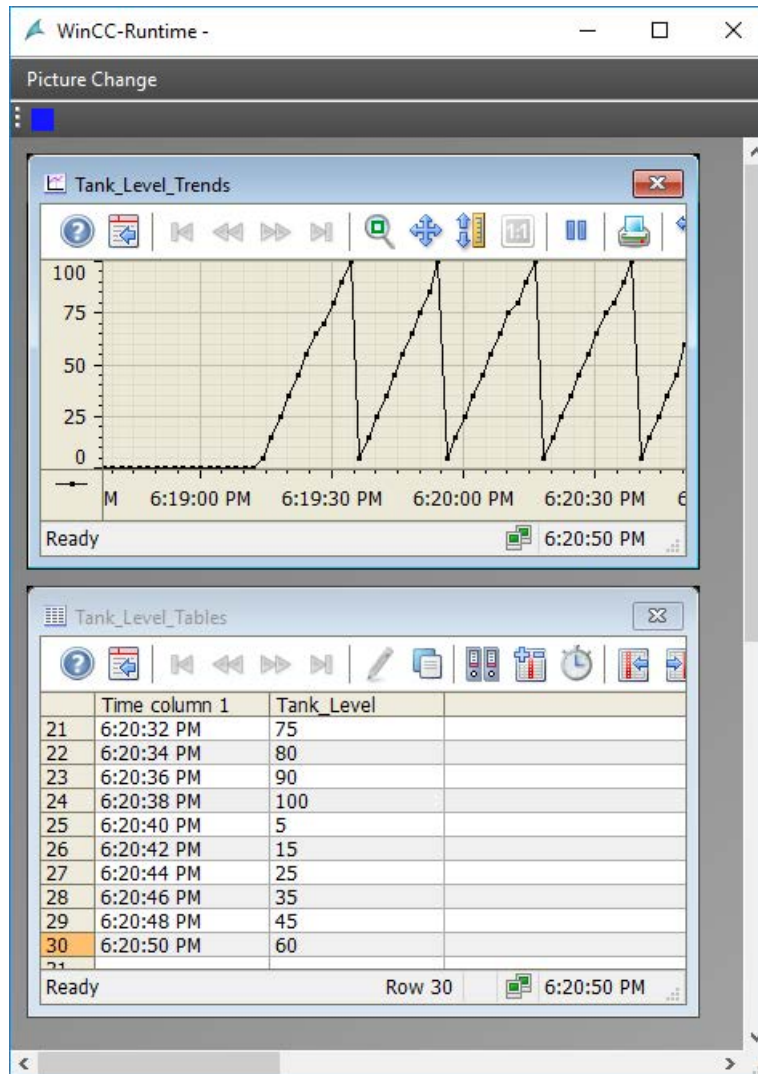 WinCC-Runtime -
Picture Change
Tank_Level_Trends
1:1
100
75
50
25
0
M 6:19:00 PM 6:19:30 PM 6:20:00 PM 6:20:30 PM 6
Ready 6:20:50 PM
Tank_Level_Tables
Time column 1 Tank_Level
21 6:20:32 PM 75
22 6:20:34 PM 80
23 6:20:36 PM 90
24 6:20:38 PM 100
25 6:20:40 PM 5
26 6:20:42 PM 15
27 6:20:44 PM 25
28 6:20:46 PM 35
29 6:20:48 PM 45
30 6:20:50 PM 60
Ready Row 30 6:20:50 PM